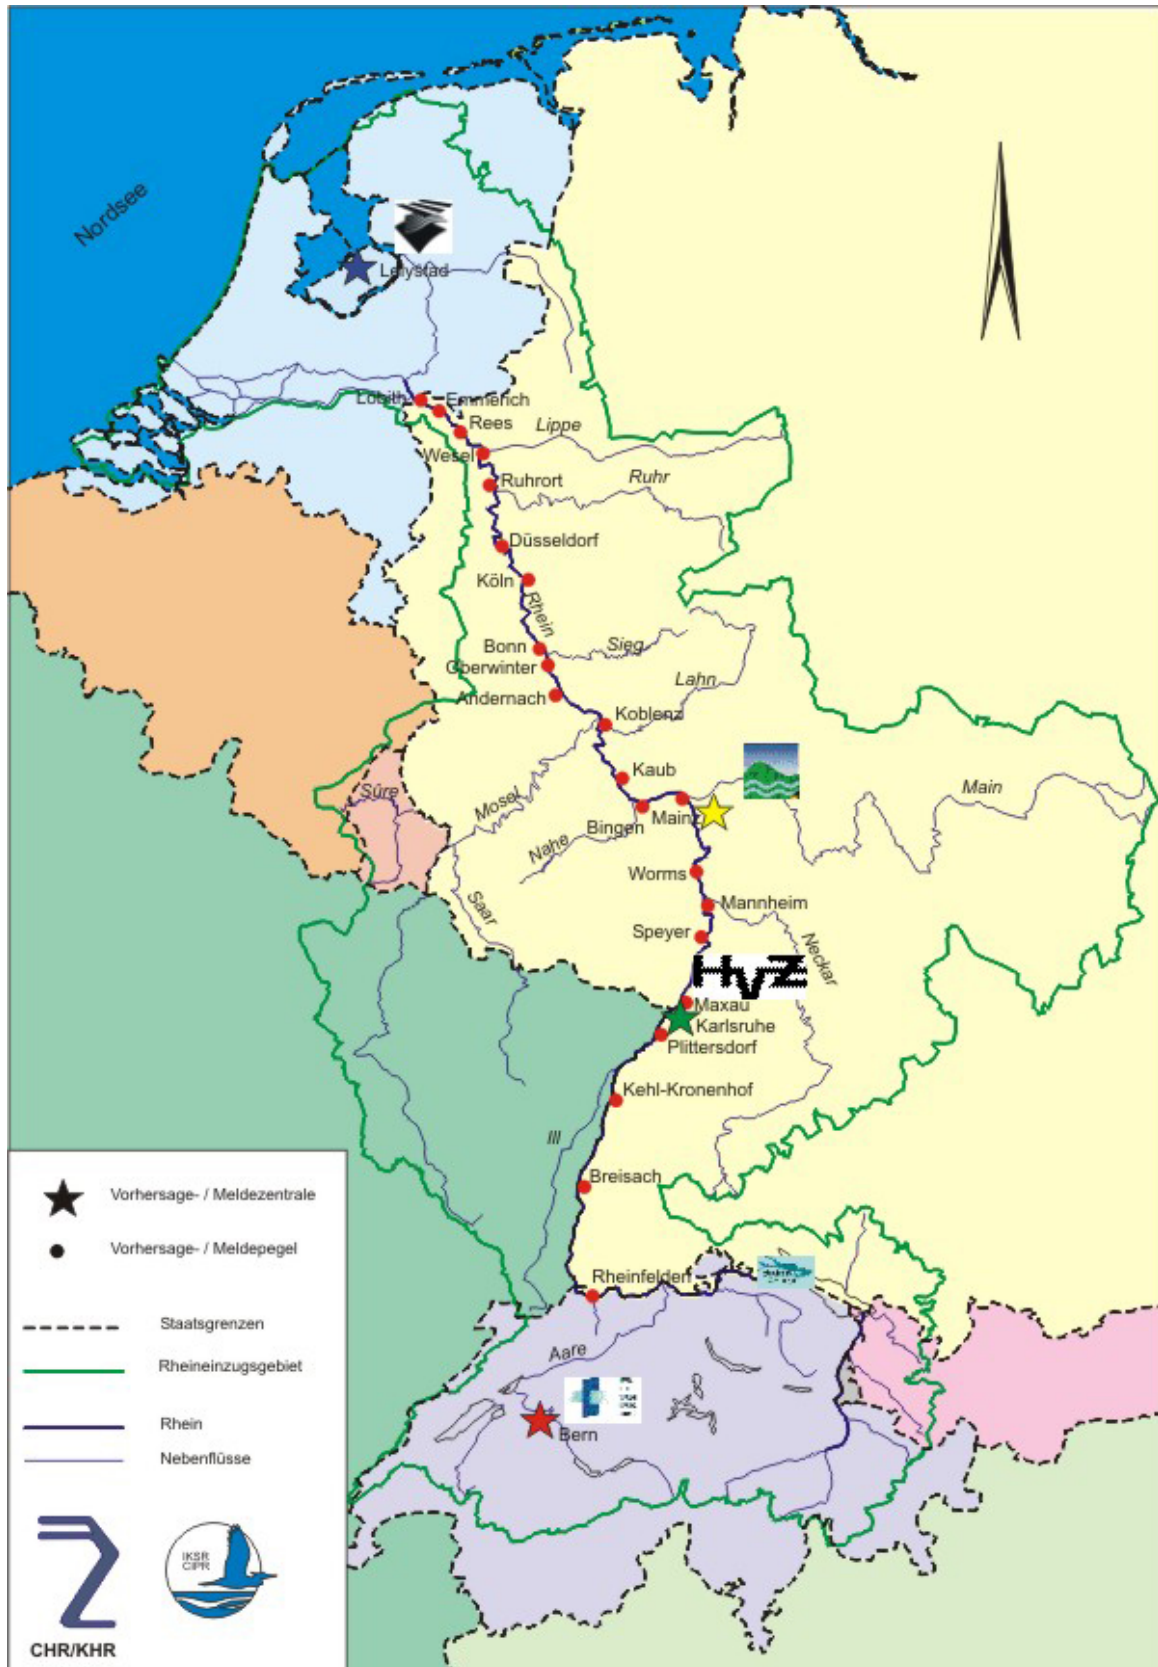 Nordsee
Lelystad
Lobith
Emmerich
Rees
Lippe
Wesel
Ruhrort
Ruhr
Düsseldorf
Köln
Rhein
Bonn
Sieg
Oberwinter
Lahn
Andernach
Koblenz
Kaub
Sûre
Mosel
Main
Mainz
Bingen
Nahe
Worms
Saar
Mannheim
Speyer
Neckar
HVZ
Maxau
Karlsruhe
Plittersdorf
Kehl-Kronenhof
Ill
Breisach
Rheinfelden
Aare
Bern
Vorhersage- / Meldezentrale
Vorhersage- / Meldepegel
Staatsgrenzen
Rheineinzugsgebiet
Rhein
Nebenflüsse
IKSR
CIPR
CHR/KHR